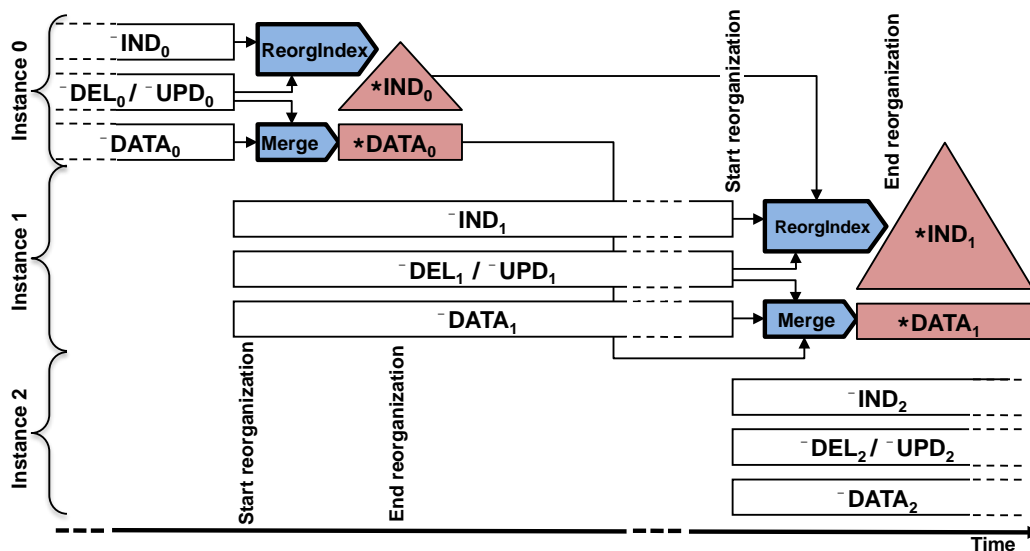 Instance 0
¯IND₀
ReorgIndex
*IND₀
¯DEL₀ / ¯UPD₀
¯DATA₀
Merge
*DATA₀
Start reorganization
End reorganization
Instance 1
¯IND₁
ReorgIndex
*IND₁
¯DEL₁ / ¯UPD₁
¯DATA₁
Merge
*DATA₁
Start reorganization
End reorganization
Instance 2
¯IND₂
¯DEL₂ / ¯UPD₂
¯DATA₂
Time